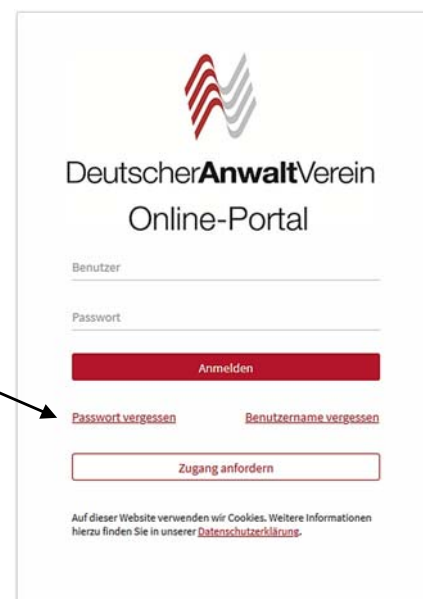 DeutscherAnwaltVerein
Online-Portal
Benutzer
Passwort
Anmelden
Passwort vergessen Benutzername vergessen
Zugang anfordern
Auf dieser Website verwenden wir Cookies. Weitere Informationen
hierzu finden Sie in unserer Datenschutzerklärung.